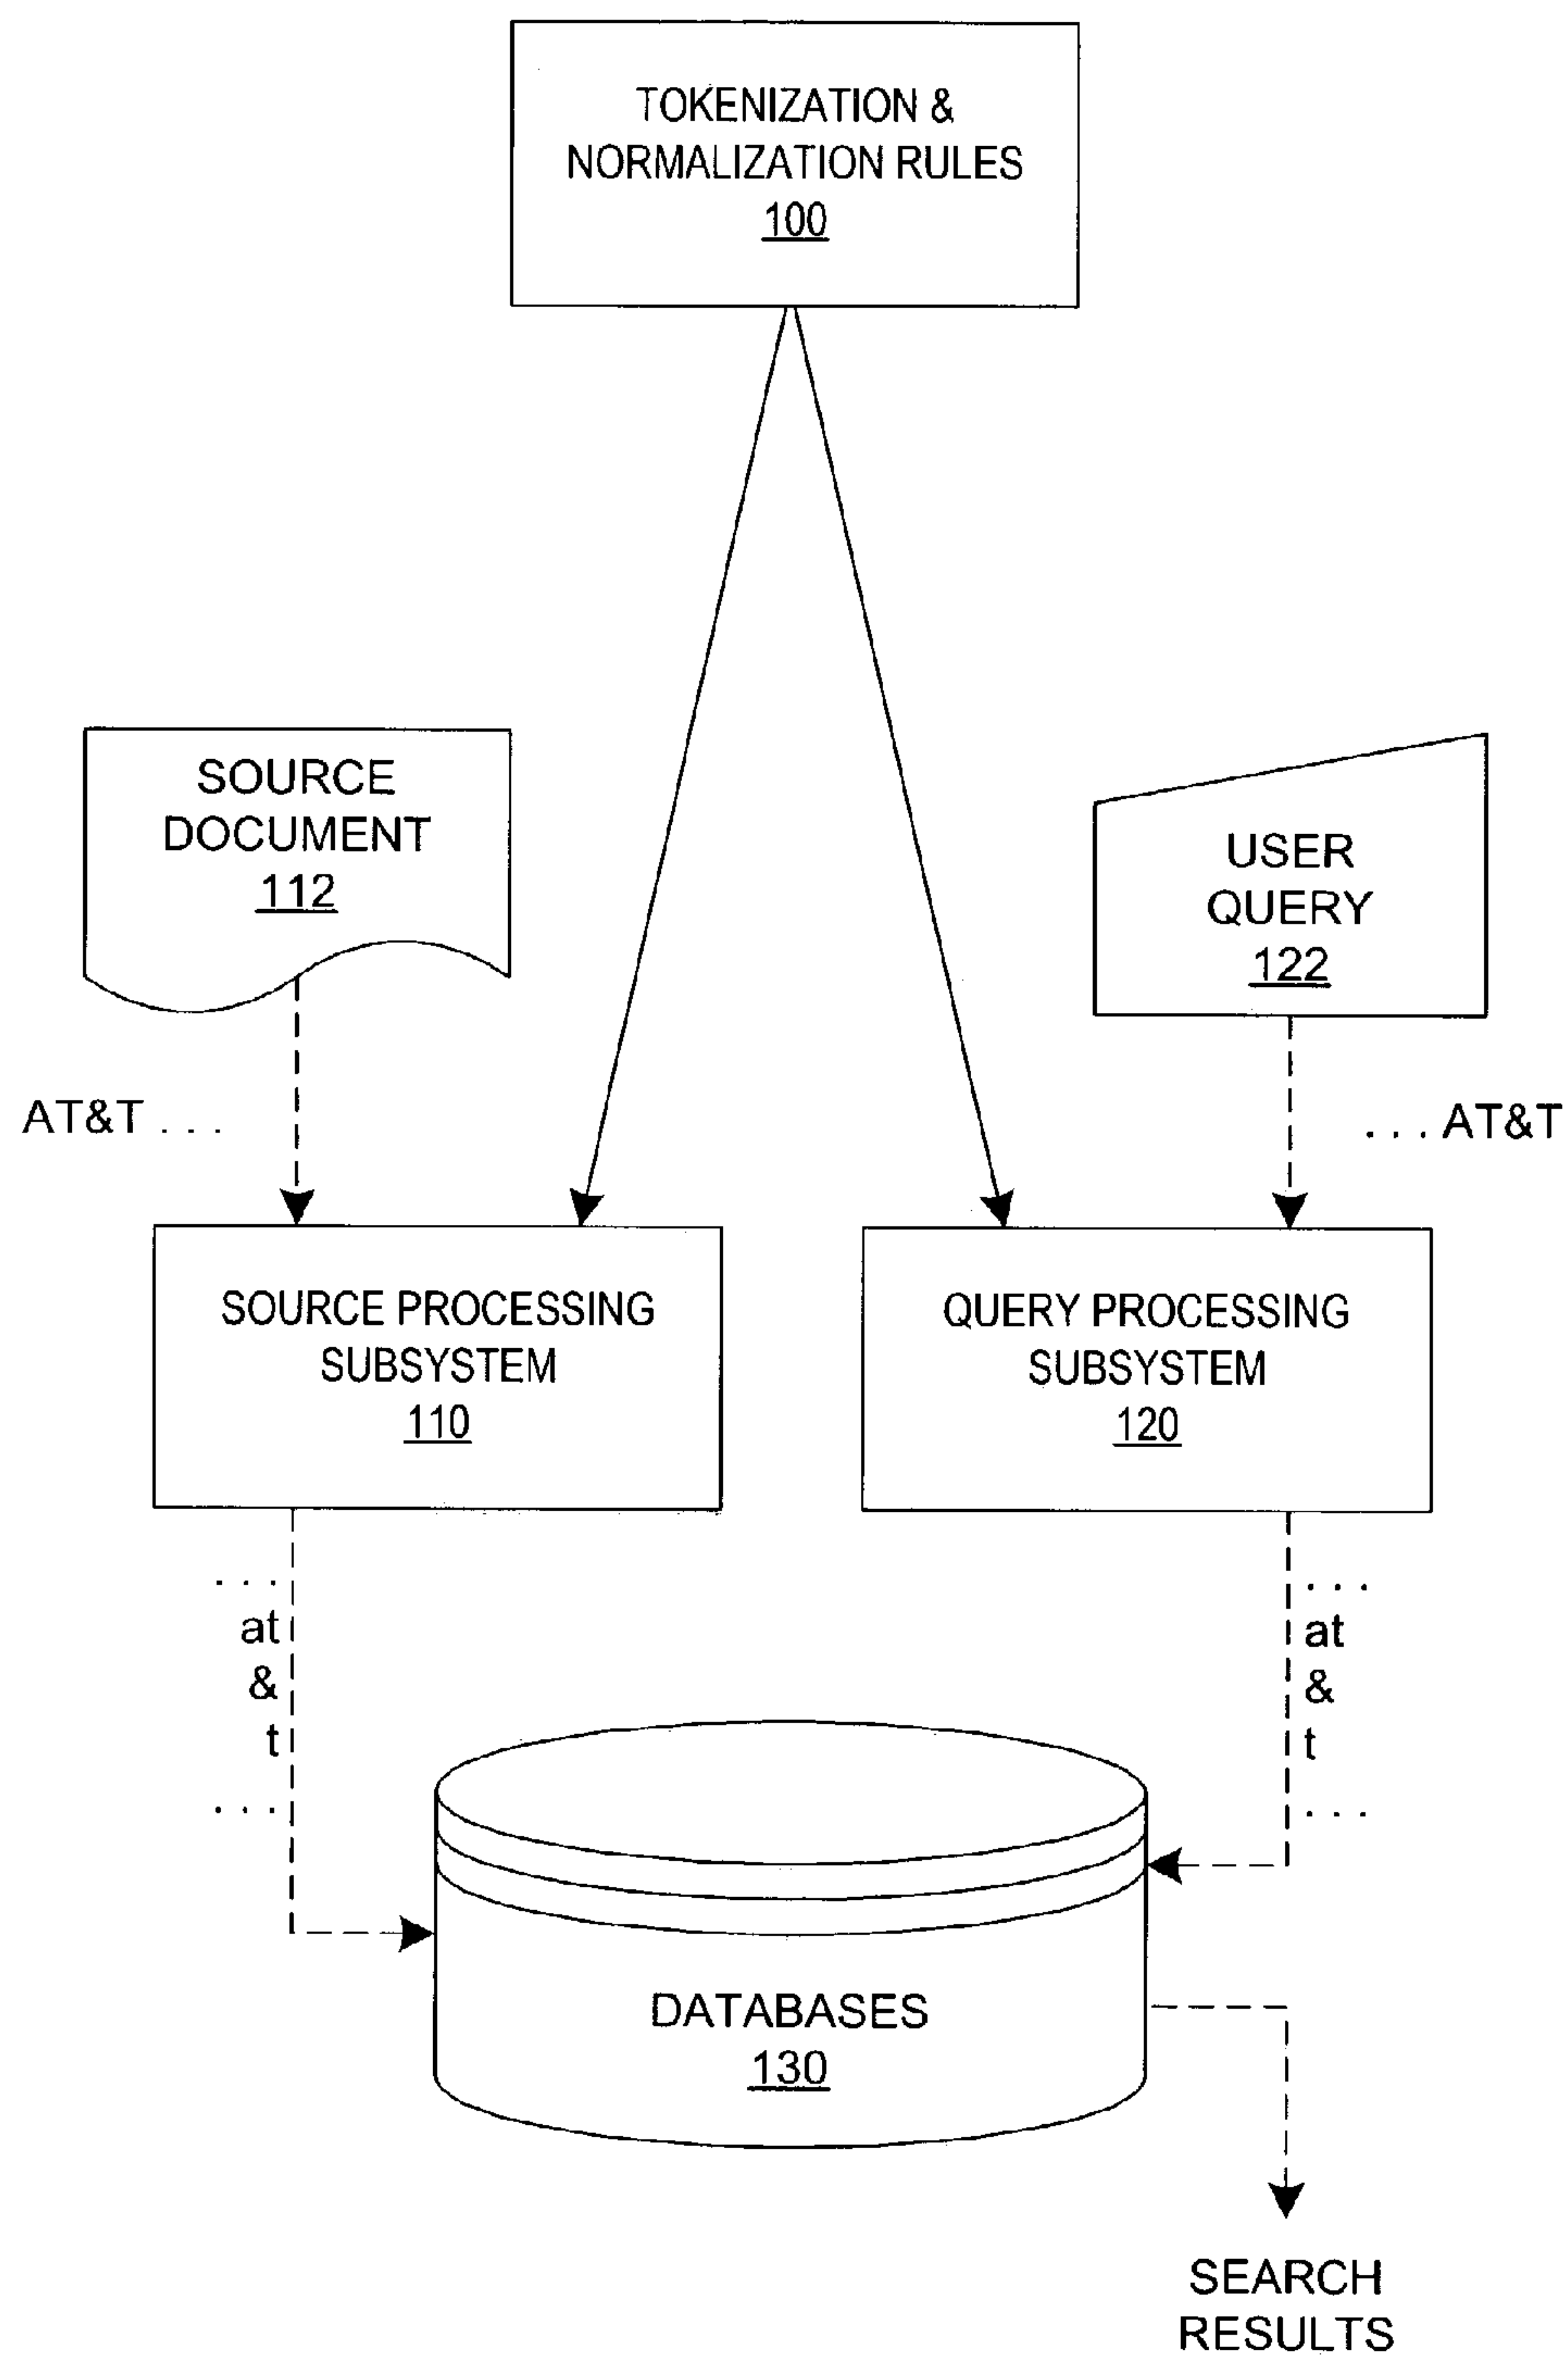 TOKENIZATION &
NORMALIZATION RULES
100
SOURCE
DOCUMENT
112
USER
QUERY
122
AT&T . . .
. . . AT&T
SOURCE PROCESSING
SUBSYSTEM
110
QUERY PROCESSING
SUBSYSTEM
120
. . .
at
&
t
. . .
. . .
at
&
t
. . .
DATABASES
130
SEARCH
RESULTS